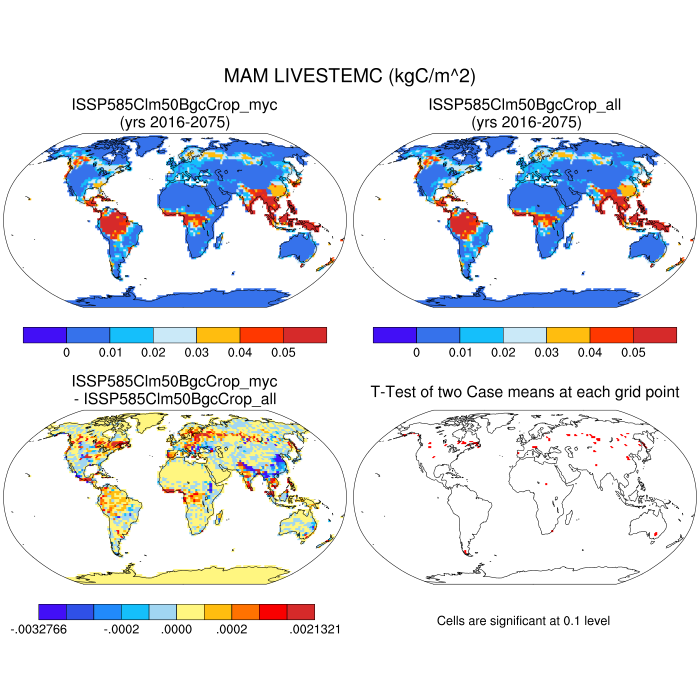 MAM LIVESTEMC (kgC/m^2)
ISSP585Clm50BgcCrop_myc
(yrs 2016-2075)
ISSP585Clm50BgcCrop_all
(yrs 2016-2075)
0 0.01 0.02 0.03 0.04 0.05
0 0.01 0.02 0.03 0.04 0.05
ISSP585Clm50BgcCrop_myc
- ISSP585Clm50BgcCrop_all
T-Test of two Case means at each grid point
-.0032766 -.0002 .0000 .0002 .0021321
Cells are significant at 0.1 level